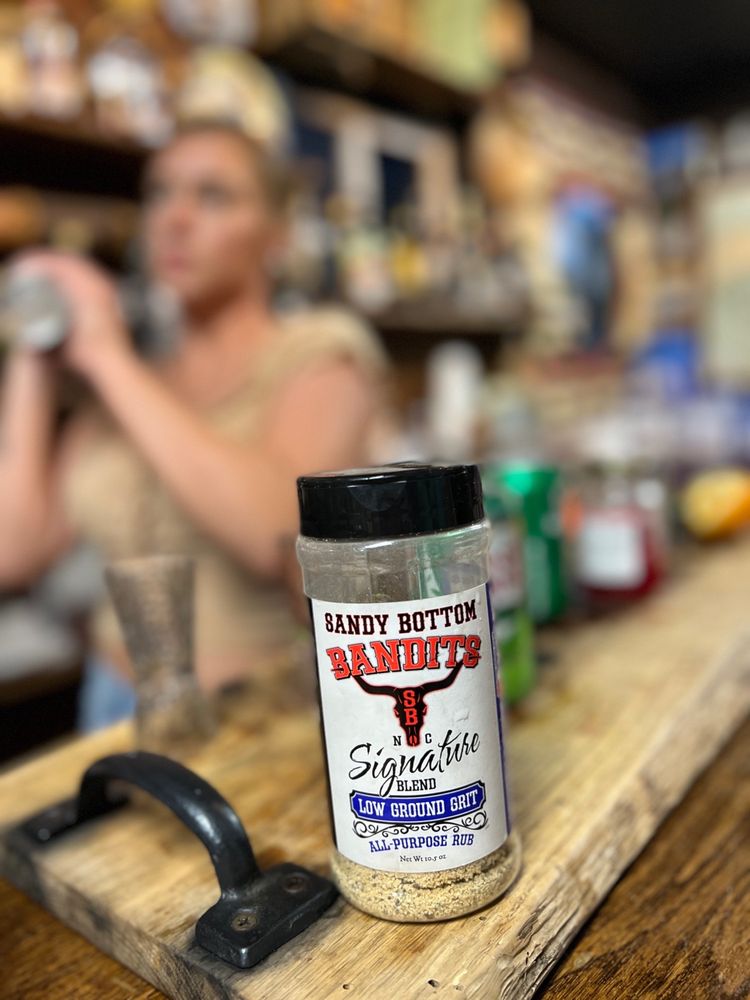 SANDY BOTTOM
BANDITS
SB
N C
Signature
BLEND
LOW GROUND GRIT
ALL-PURPOSE RUB
Net Wt 10.5 oz.